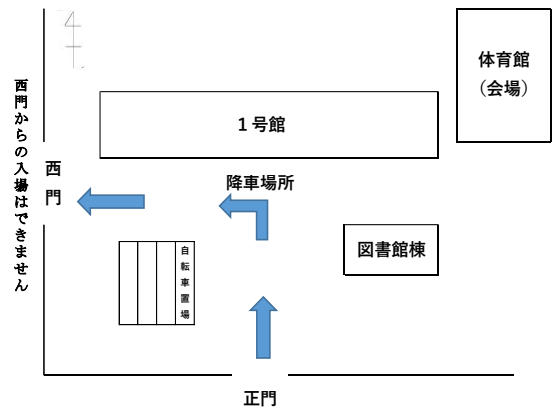 体育館
（会場）
１号館
西門からの入場はできません
西
門
降車場所
図書館棟
自転車置場
正門